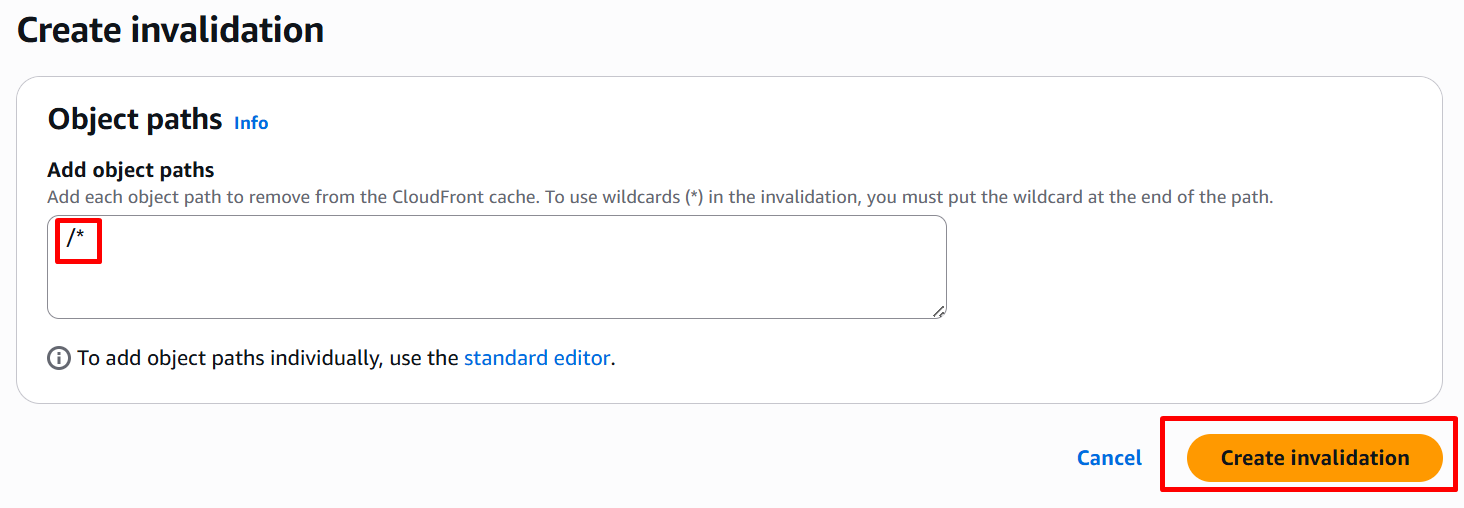 Create invalidation
Object paths Info
Add object paths
Add each object path to remove from the CloudFront cache. To use wildcards (*) in the invalidation, you must put the wildcard at the end of the path.
/*
To add object paths individually, use the standard editor.
Cancel Create invalidation